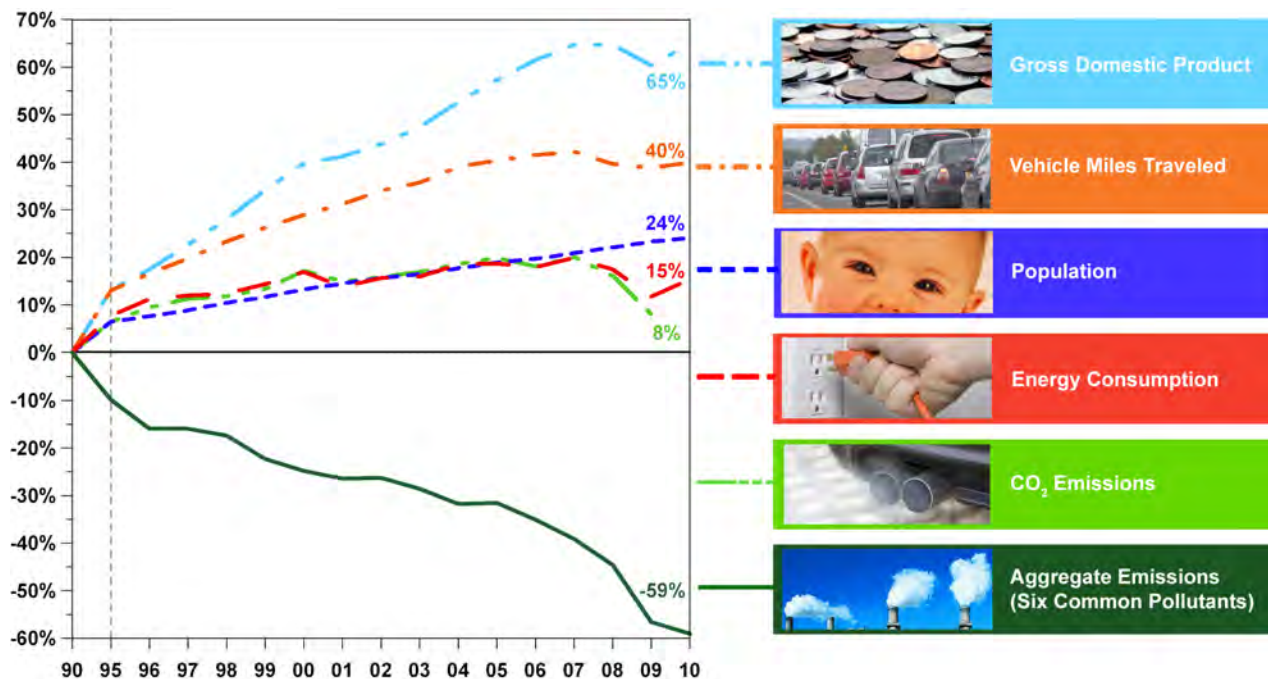 70%
60%
50%
40%
30%
20%
10%
0%
-10%
-20%
-30%
-40%
-50%
-60%
90 95 96 97 98 99 00 01 02 03 04 05 06 07 08 09 10
65%
40%
24%
15%
8%
-59%
Gross Domestic Product
Vehicle Miles Traveled
Population
Energy Consumption
CO₂ Emissions
Aggregate Emissions
(Six Common Pollutants)